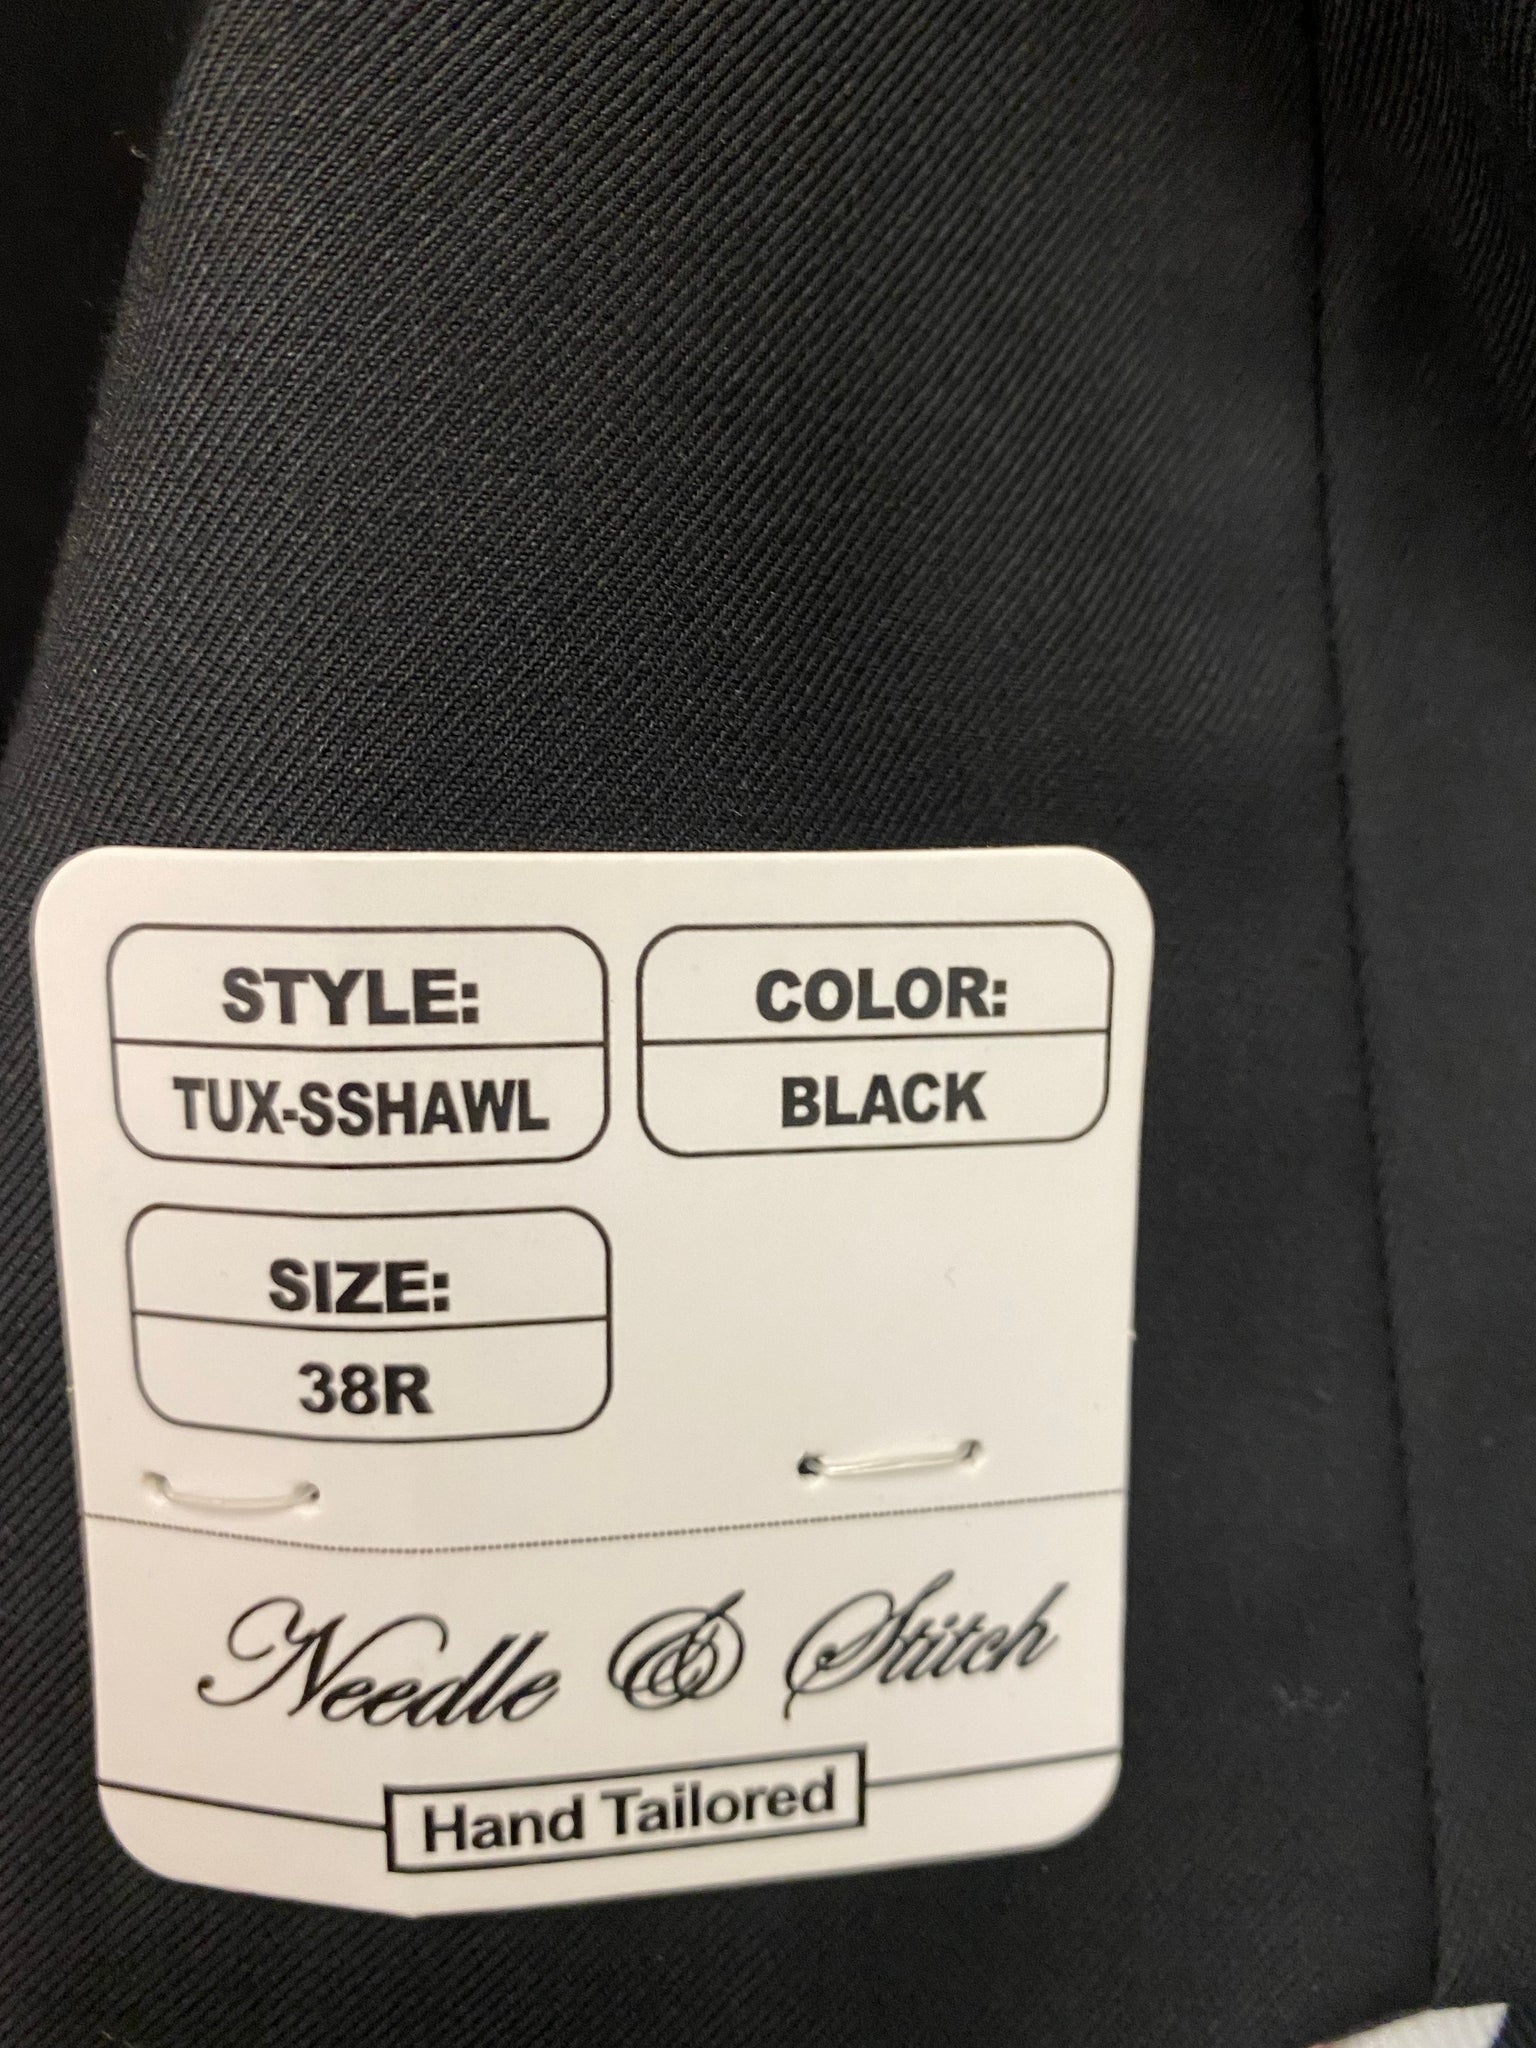 STYLE:
TUX-SSHAWL
COLOR:
BLACK
SIZE:
38R
Needle & Stitch
Hand Tailored